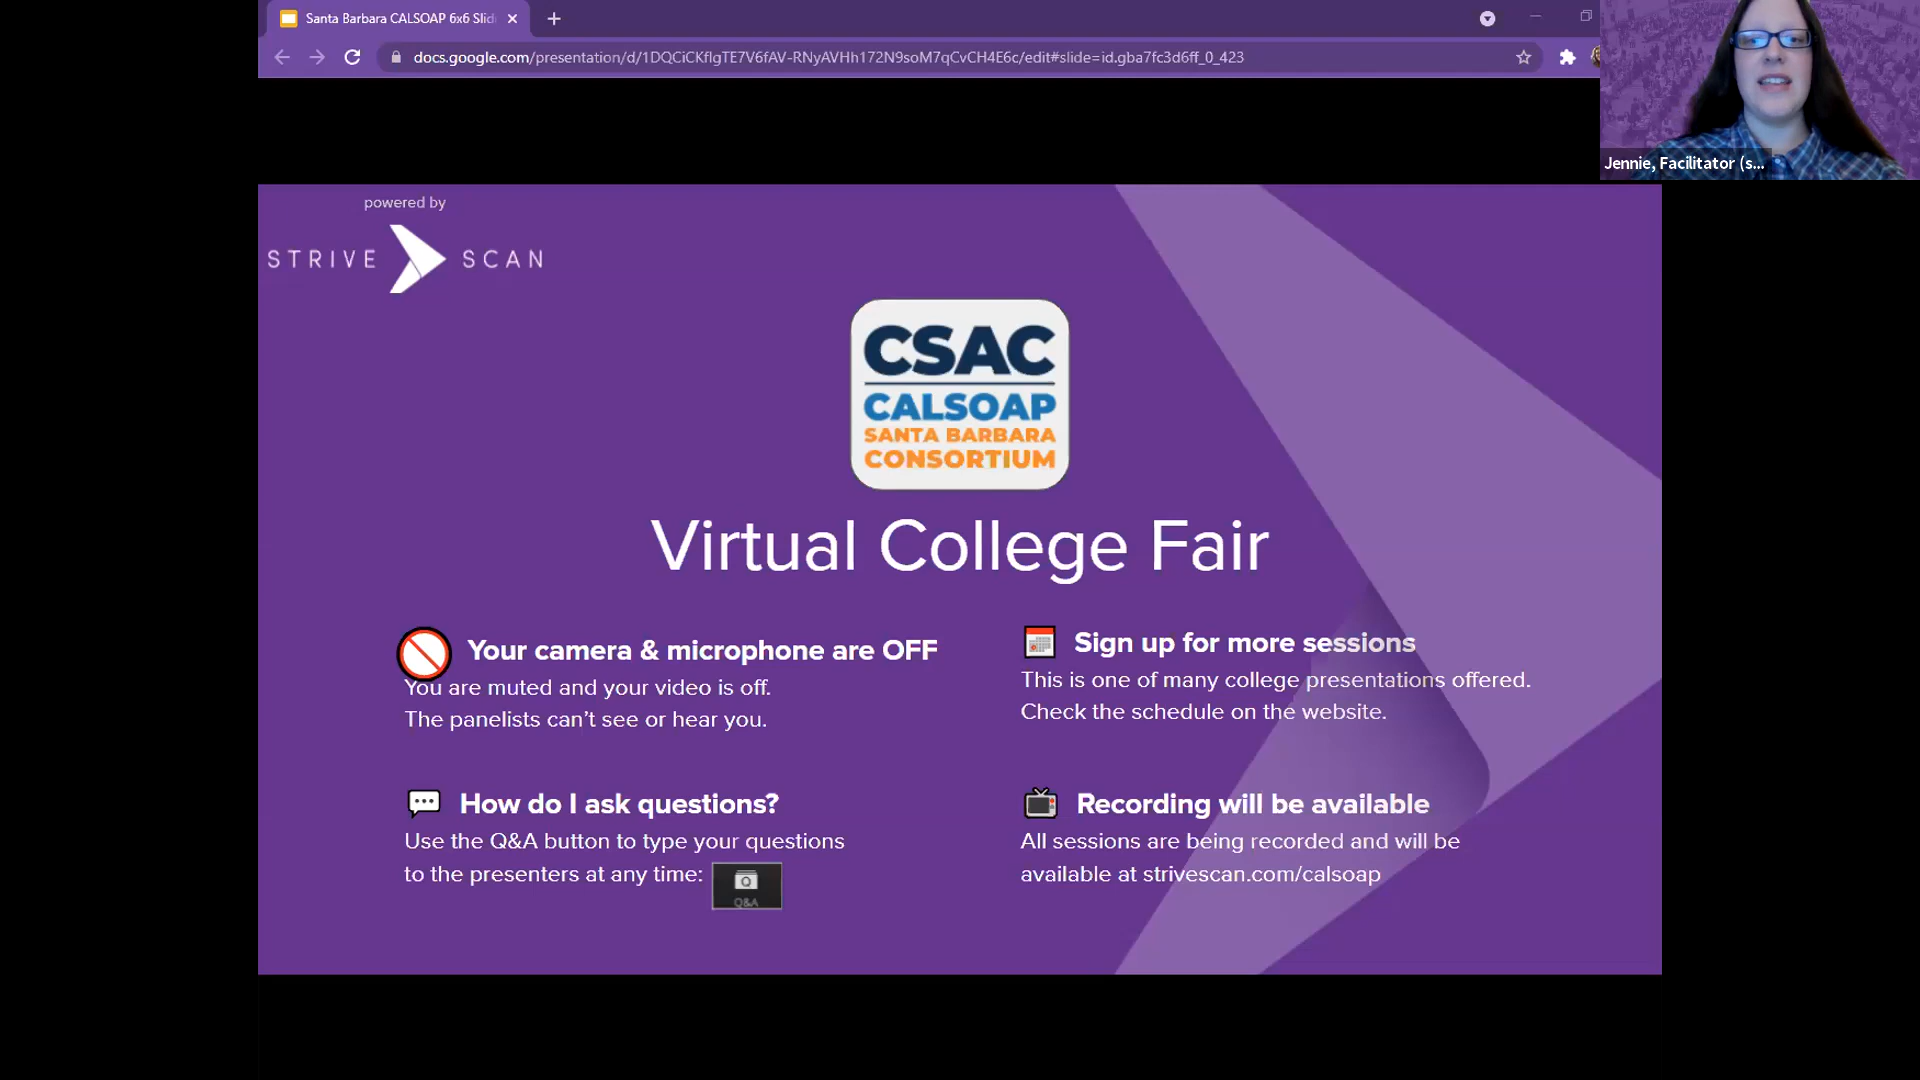 Santa Barbara CALSOAP 6x6 Slid
docs.google.com/presentation/d/1DQCiCKflgTE7V6fAV-RNyAVHh172N9soM7qCvCH4E6c/edit#slide=id.gba7fc3d6ff_0_423
Jennie, Facilitator (s...
powered by
STRIVE SCAN
CSAC
CALSOAP
SANTA BARBARA
CONSORTIUM
Virtual College Fair
Your camera & microphone are OFF
You are muted and your video is off.
The panelists can't see or hear you.
Sign up for more sessions
This is one of many college presentations offered.
Check the schedule on the website.
How do I ask questions?
Use the Q&A button to type your questions
to the presenters at any time:
Q
Q&A
Recording will be available
All sessions are being recorded and will be
available at strivescan.com/calsoap